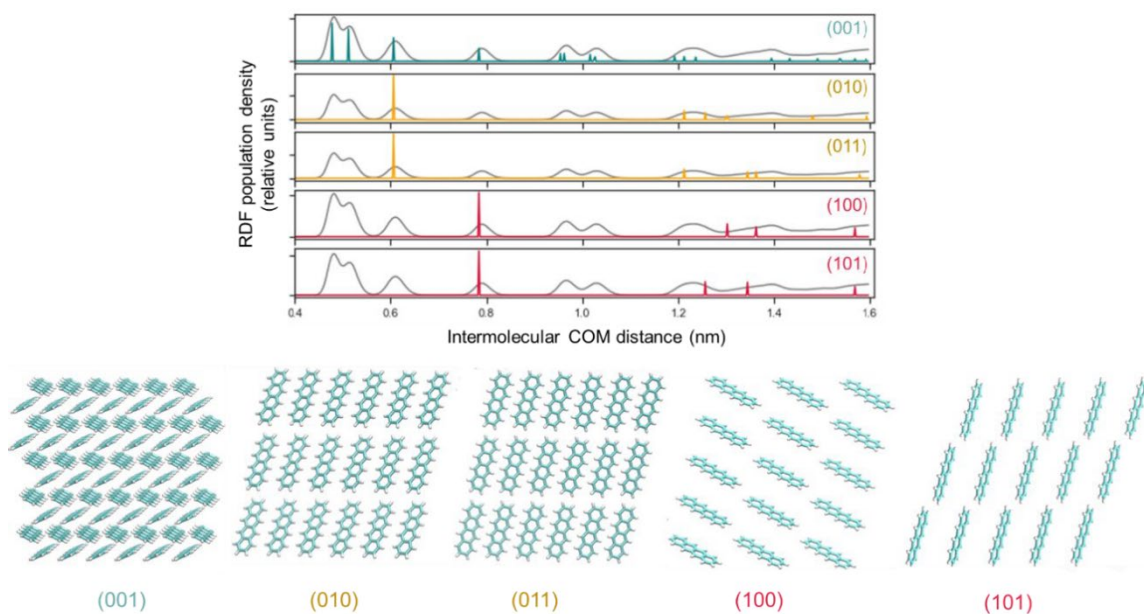 (001)
(010)
(011)
(100)
(101)
RDF population density
(relative units)
0.4 0.6 0.8 1.0 1.2 1.4 1.6
Intermolecular COM distance (nm)
(001) (010) (011) (100) (101)